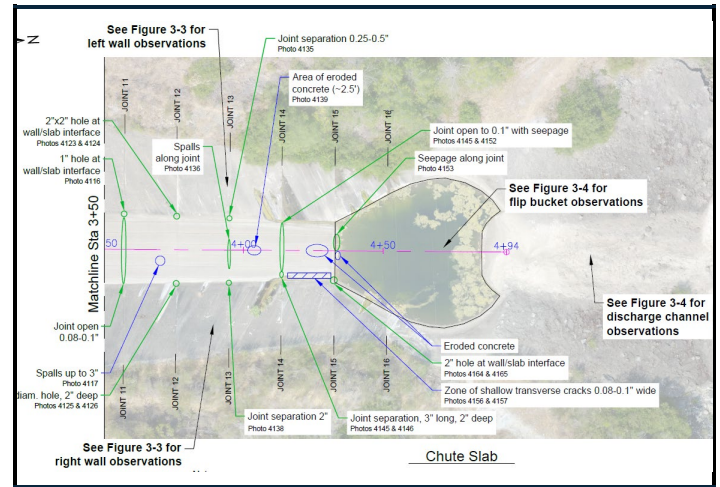 N
See Figure 3-3 for
left wall observations
Joint separation 0.25-0.5"
Photo 4135
Area of eroded
concrete (~2.5')
Photo 4139
JOINT 11
JOINT 12
JOINT 13
JOINT 14
JOINT 15
JOINT 16
2"x2" hole at
wall/slab interface
Photos 4123 & 4124
1" hole at
wall/slab interface
Photo 4116
Spalls
along joint
Photo 4136
Joint open to 0.1" with seepage
Photos 4145 & 4152
Seepage along joint
Photo 4153
See Figure 3-4 for
flip bucket observations
Matchline Sta 3+50
50
4+00
4+50
4+94
See Figure 3-4 for
discharge channel
observations
Joint open
0.08-0.1"
Eroded concrete
2" hole at wall/slab interface
Photos 4164 & 4165
Spalls up to 3"
Photo 4117
diam. hole, 2" deep
Photos 4125 & 4126
Zone of shallow transverse cracks 0.08-0.1" wide
Photos 4156 & 4157
JOINT 11
JOINT 12
JOINT 13
JOINT 14
JOINT 15
JOINT 16
Joint separation 2"
Photo 4138
Joint separation, 3" long, 2" deep
Photos 4145 & 4146
See Figure 3-3 for
right wall observations
Chute Slab